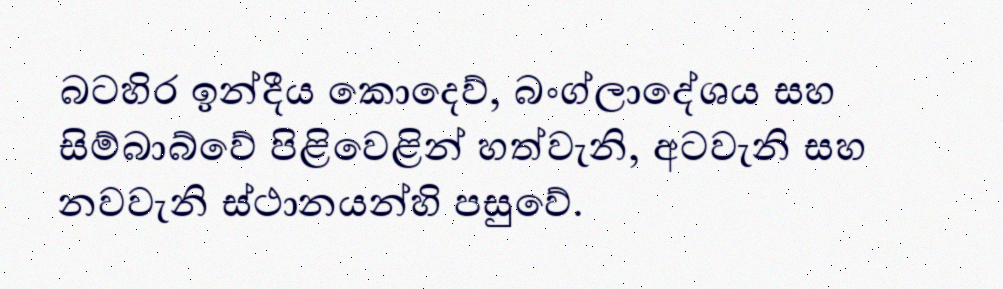 බටහිර ඉන්දීය කොදෙව්, බංග්ලාදේශය සහ
සිම්බාබ්වේ පිළිවෙළින් හත්වැනි, අටවැනි සහ
නවවැනි ස්ථානයන්හි පසුවේ.